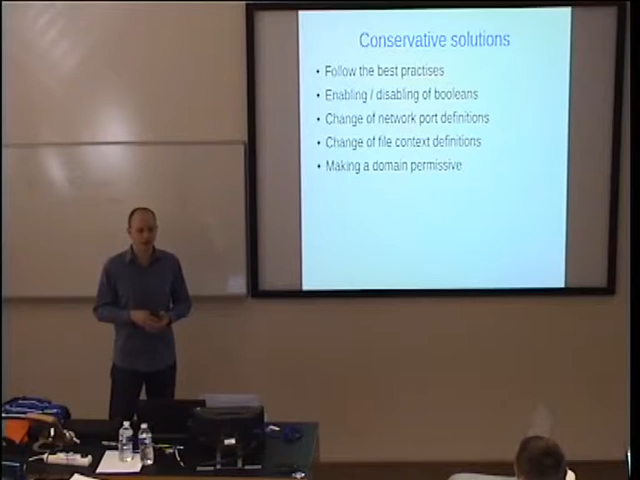 Conservative solutions
• Follow the best practises
• Enabling / disabling of booleans
• Change of network port definitions
• Change of file context definitions
• Making a domain permissive